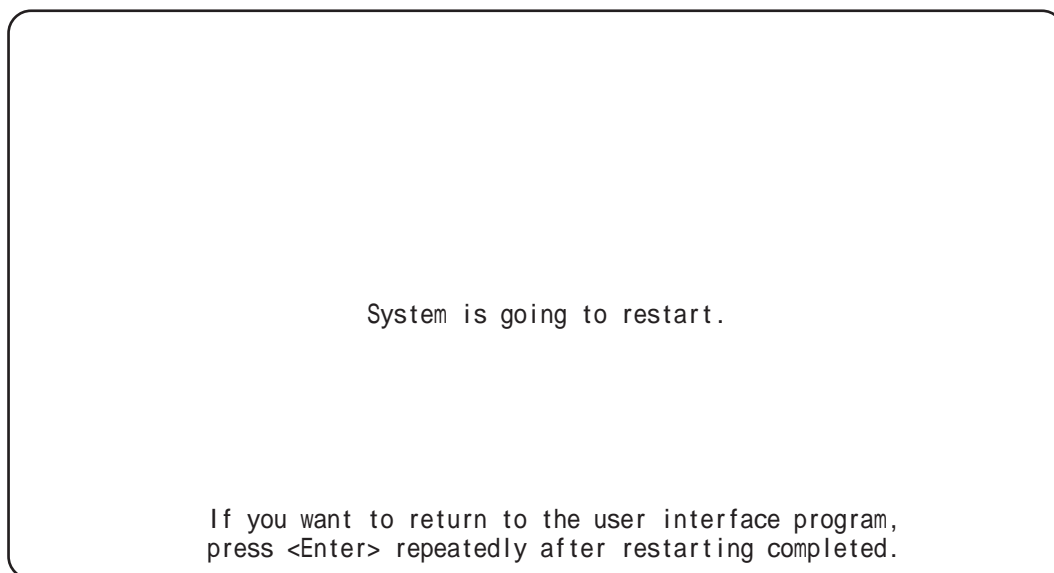 System is going to restart.
If you want to return to the user interface program,
press <Enter> repeatedly after restarting completed.